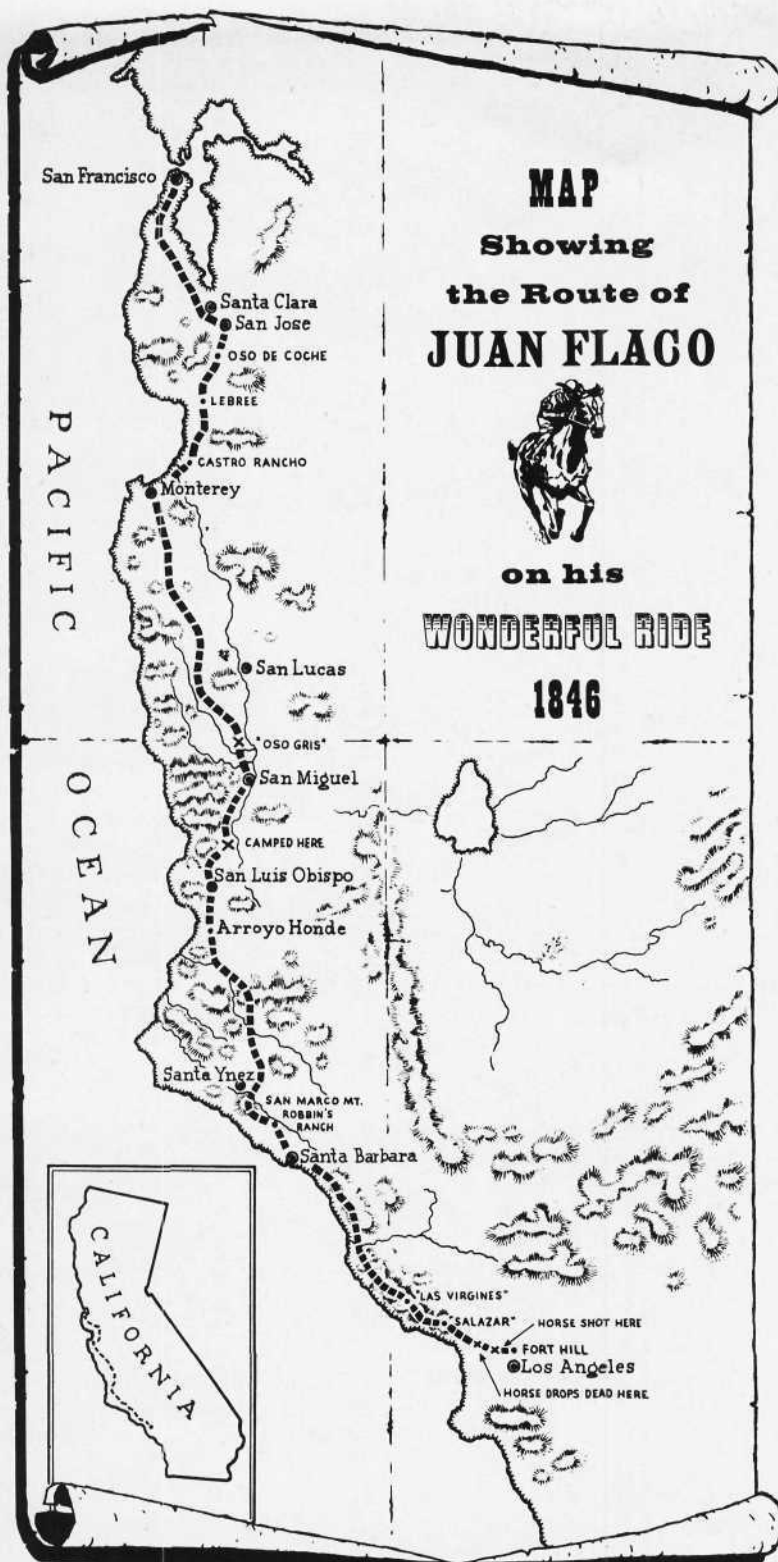 MAP
Showing
the Route of
JUAN FLACO
on his
WONDERFUL RIDE
1846
San Francisco
Santa Clara
San Jose
OSO DE COCHE
LEBREE
CASTRO RANCHO
Monterey
PACIFIC
OCEAN
San Lucas
"OSO GRIS"
San Miguel
CAMPED HERE
San Luis Obispo
Arroyo Honde
Santa Ynez
SAN MARCO MT.
ROBBIN'S
RANCH
Santa Barbara
"LAS VIRGINES"
"SALAZAR"
HORSE SHOT HERE
FORT HILL
Los Angeles
HORSE DROPS DEAD HERE
CALIFORNIA